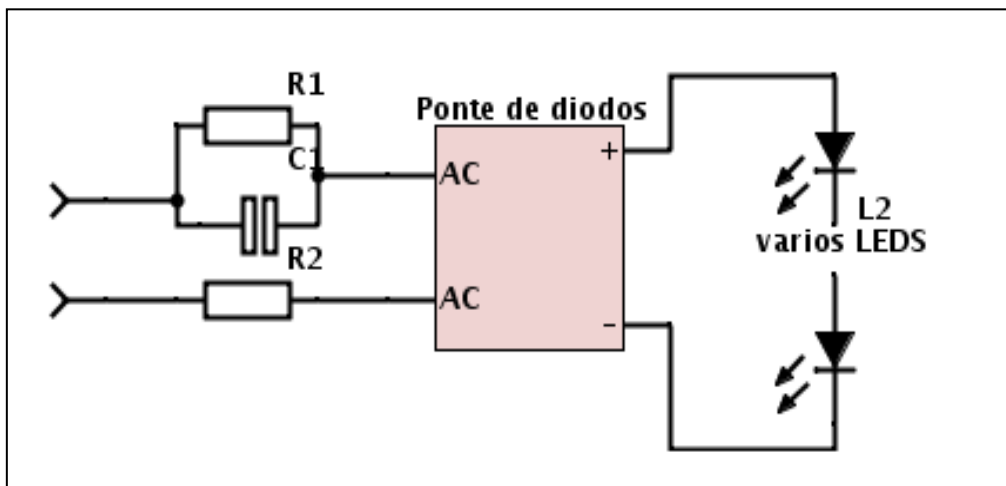 R1
Ponte de diodos
C1
+
AC
L2
varios LEDS
R2
AC
-